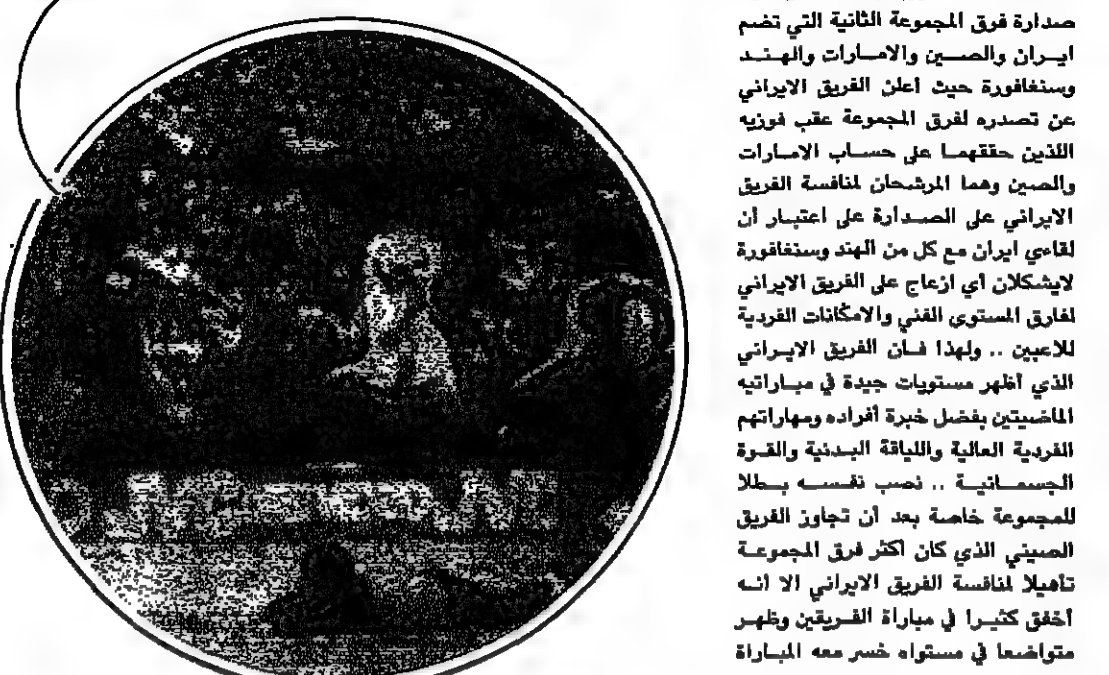 صدارة فرق المجموعة الثانية التي تضم
ايران والصين والامارات والهند
وسنغافورة حيث أعلن الفريق الايراني
عن تصدره لفرق المجموعة عقب فوزيه
اللذين حققهما على حساب الامارات
والصين وهما المرشحان لمنافسة الفريق
الايراني على الصدارة على اعتبار أن
لقاءي ايران مع كل من الهند وسنغافورة
لايشكلان أي ازعاج على الفريق الايراني
لفارق المستوى الفني والامكانات الفردية
للاعبين .. ولهذا فان الفريق الايراني
الذي أظهر مستويات جيدة في مباراتيه
الماضيتين بفضل خبرة أفراده ومهاراتهم
الفردية العالية واللياقة البدنية والقوة
الجسمانية .. نصب نفسه بطلا
للمجموعة خاصة بعد أن تجاوز الفريق
الصيني الذي كان اكثر فرق المجموعة
تأهيلا لمنافسة الفريق الايراني الا انه
أخفق كثيرا في مباراة الفريقين وظهر
متواضعا في مستواه خسر معه المباراة